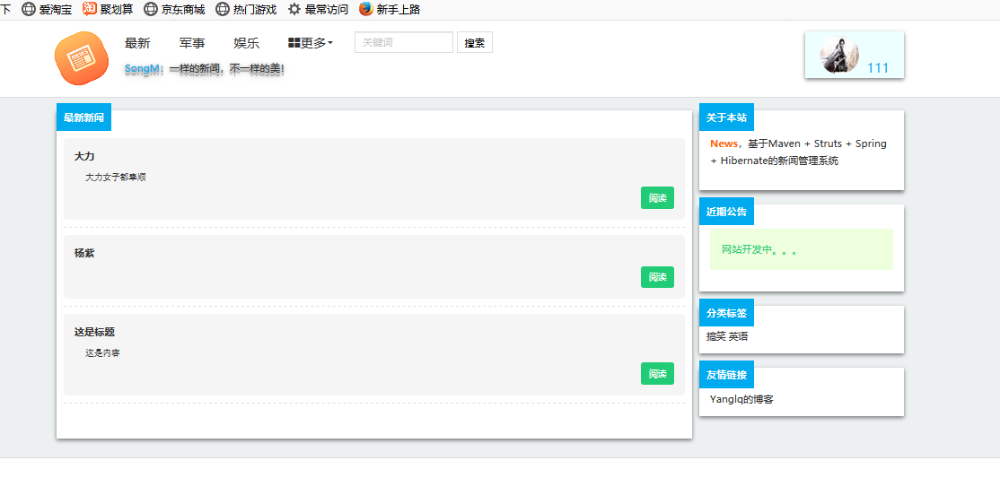 下 爱淘宝 淘 聚划算 京东商城 热门游戏 最常访问 新手上路
NEWS
最新 军事 娱乐 更多 关键词 搜索
SongM：一样的新闻，不一样的美！
111
最新新闻
大力
大力女子都奉顺
阅读
杨紫
阅读
这是标题
这是内容
阅读
关于本站
News，基于Maven + Struts + Spring
+ Hibernate的新闻管理系统
近期公告
网站开发中。。。
分类标签
搞笑 英语
友情链接
Yanglq的博客